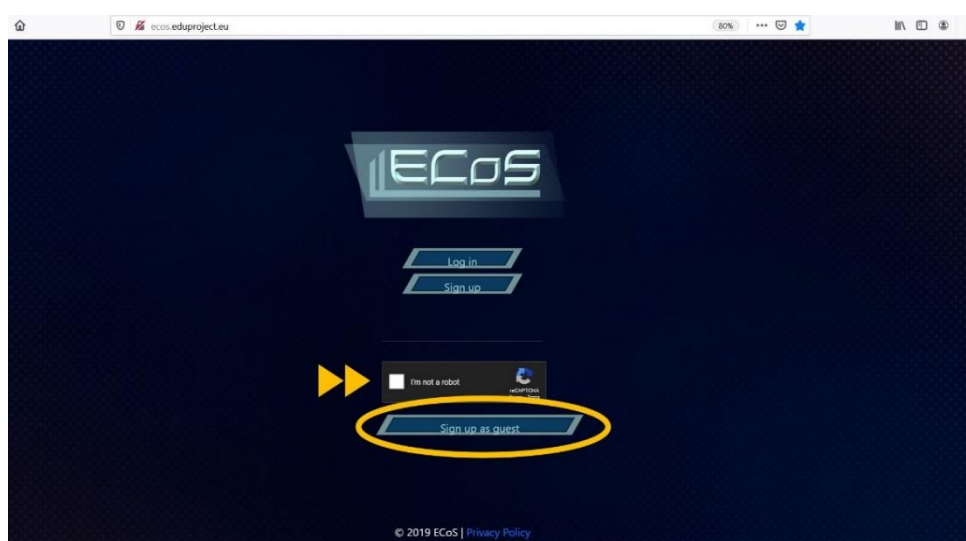 ecos.eduproject.eu
80%
ECoS
Log in
Sign up
I'm not a robot
reCAPTCHA
Sign up as guest
© 2019 ECoS | Privacy Policy